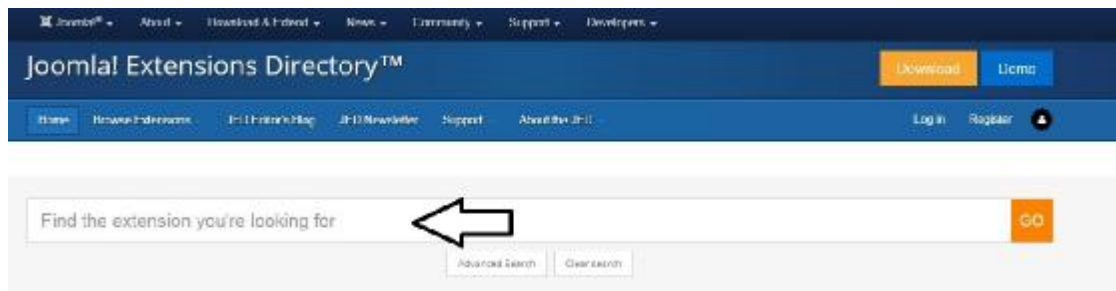 Joomla!® About Download & Extend News Community Support Developers
Joomla! Extensions Directory™
Download Demo
Home Browse Extensions JED Editor's Blog JED Newsletter Support About the JED
Log in Register
Find the extension you're looking for
GO
Advanced Search Clear search